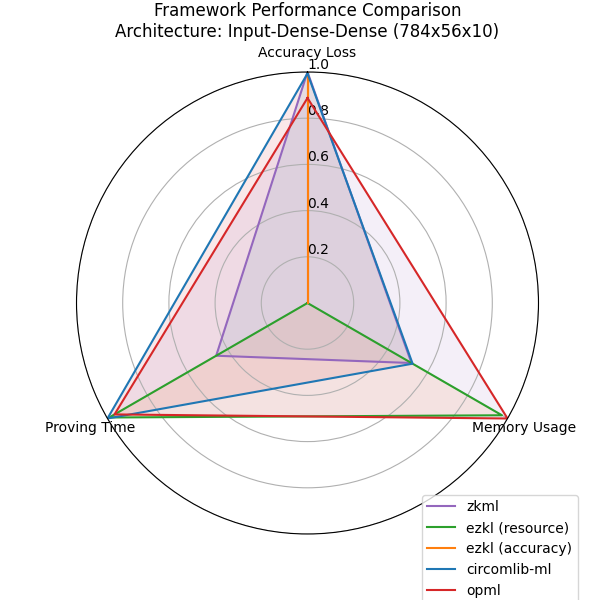 Framework Performance Comparison
Architecture: Input-Dense-Dense (784x56x10)
Accuracy Loss
1.0
0.8
0.6
0.4
0.2
Proving Time
Memory Usage
zkml
ezkl (resource)
ezkl (accuracy)
circomlib-ml
opml